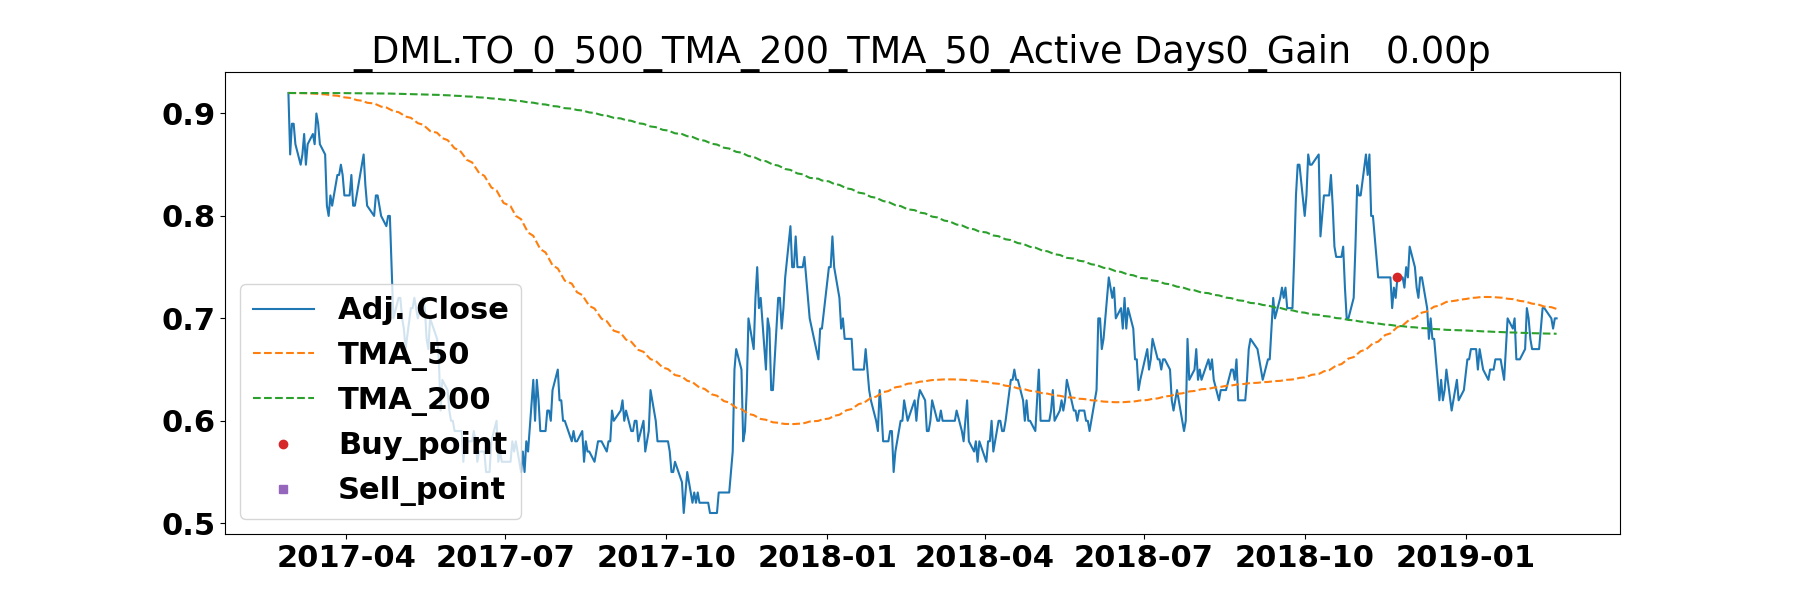 _DML.TO_0_500_TMA_200_TMA_50_Active Days0_Gain   0.00p
0.9
0.8
0.7
0.6
0.5
Adj. Close
TMA_50
TMA_200
Buy_point
Sell_point
2017-04 2017-07 2017-10 2018-01 2018-04 2018-07 2018-10 2019-01